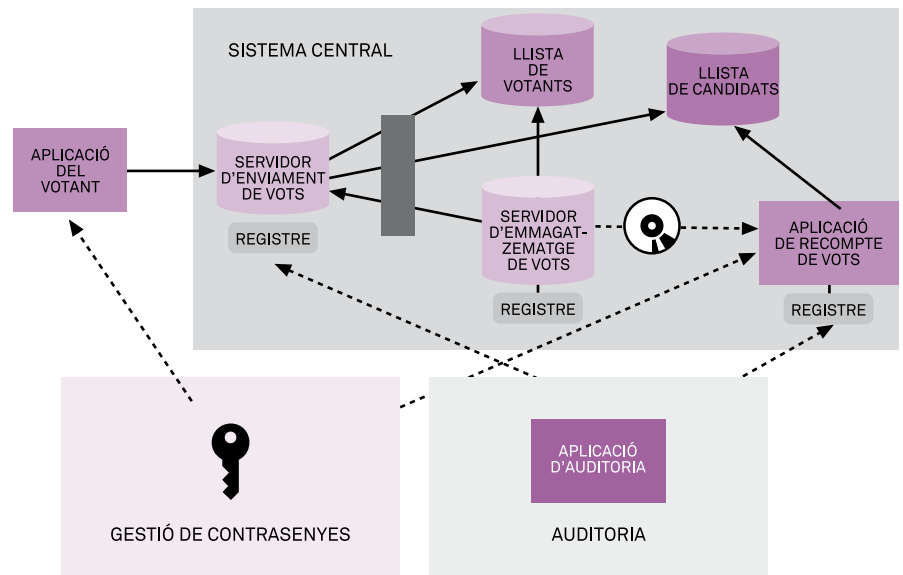 SISTEMA CENTRAL
LLISTA
DE
VOTANTS
LLISTA
DE CANDIDATS
APLICACIÓ
DEL
VOTANT
SERVIDOR
D'ENVIAMENT
DE VOTS
REGISTRE
SERVIDOR
D'EMMAGAT-
ZEMATGE
DE VOTS
REGISTRE
APLICACIÓ
DE RECOMPTE
DE VOTS
REGISTRE
GESTIÓ DE CONTRASENYES
APLICACIÓ
D'AUDITORIA
AUDITORIA